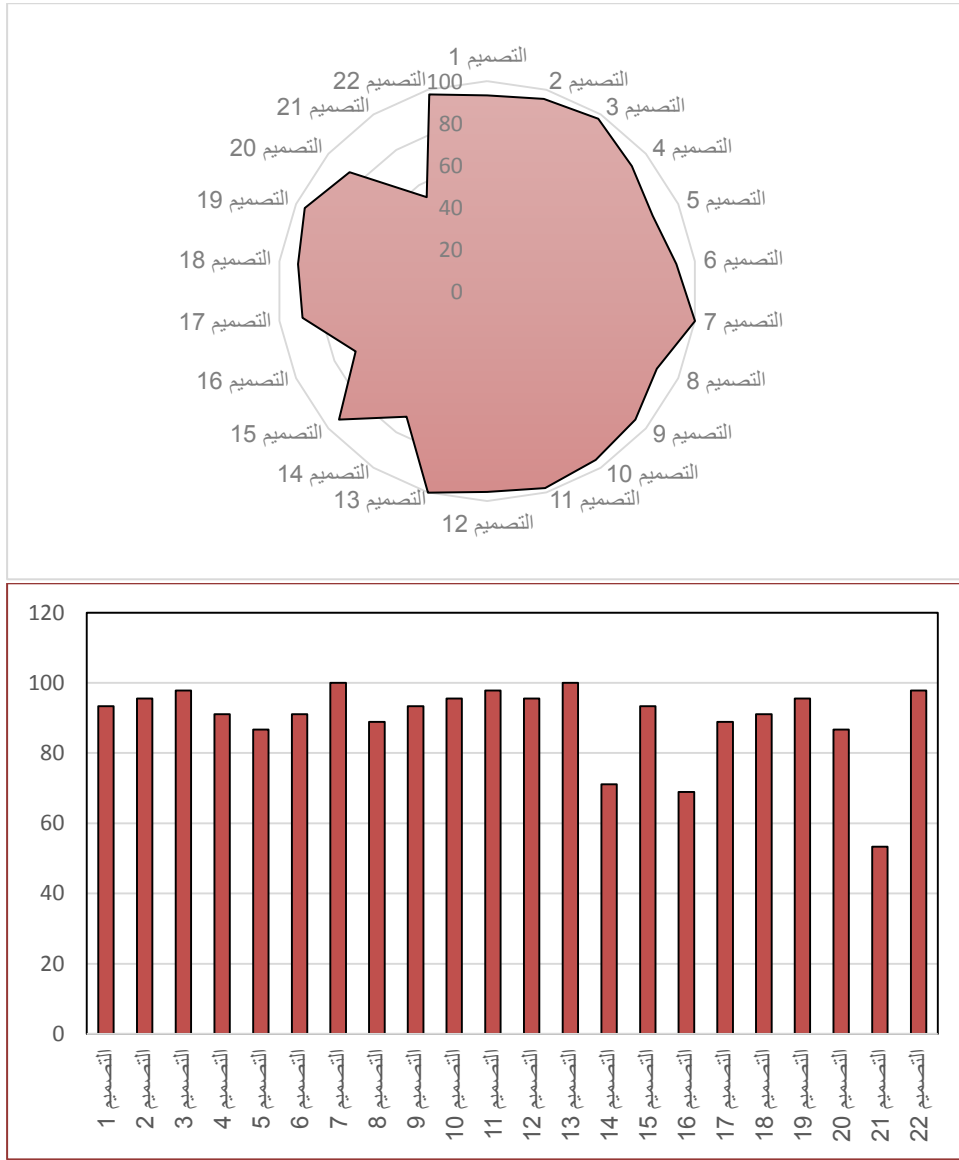 التصميم 1
التصميم 2
التصميم 3
التصميم 4
التصميم 5
التصميم 6
التصميم 7
التصميم 8
التصميم 9
التصميم 10
التصميم 11
التصميم 12
التصميم 13
التصميم 14
التصميم 15
التصميم 16
التصميم 17
التصميم 18
التصميم 19
التصميم 20
التصميم 21
التصميم 22
100
80
60
40
20
0
120
100
80
60
40
20
0
التصميم 1
التصميم 2
التصميم 3
التصميم 4
التصميم 5
التصميم 6
التصميم 7
التصميم 8
التصميم 9
التصميم 10
التصميم 11
التصميم 12
التصميم 13
التصميم 14
التصميم 15
التصميم 16
التصميم 17
التصميم 18
التصميم 19
التصميم 20
التصميم 21
التصميم 22